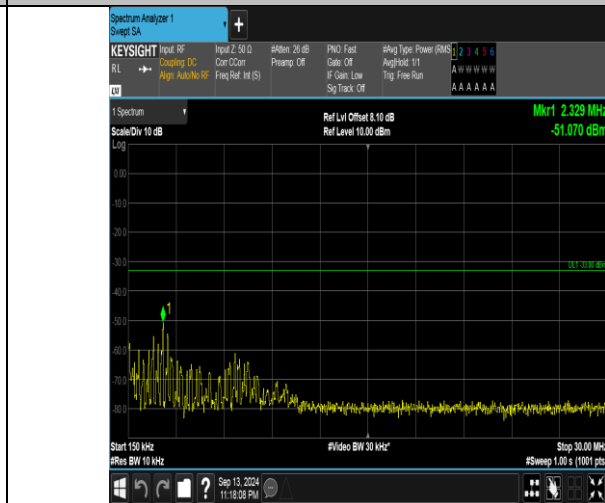 Spectrum Analyzer 1
Swept SA
+
KEYSIGHT Input: RF Input Z: 50 Ω #Atten: 26 dB PNO: Fast #Avg Type: Power (RMS 1 2 3 4 5 6
RL Coupling: DC Corr CCorr Preamp: Off Gate: Off Avg|Hold: 1/1 A W W W W W
Align: Auto/No RF Freq Ref: Int (S) IF Gain: Low Trig: Free Run
Sig Track: Off A A A A A A
1 Spectrum Ref Lvl Offset 8.10 dB Mkr1 2.329 MHz
Scale/Div 10 dB Ref Level 10.00 dBm -51.070 dBm
Log
0.00
-10.0
-20.0
-30.0 DL1 -33.00 dBm
1
-50.0
-60.0
-70.0
-80.0
Start 150 kHz #Video BW 30 kHz* Stop 30.00 MHz
#Res BW 10 kHz #Sweep 1.00 s (1001 pts
? Sep 13, 2024
11:18:08 PM